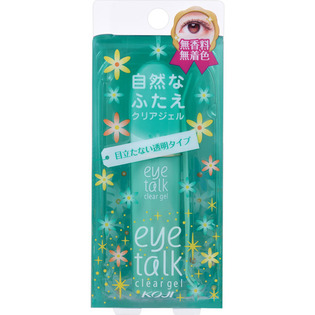 無香料
無着色
自然な
ふたえ
クリアジェル
目立たない透明タイプ
eye
talk
clear gel
eye
talk
clear gel
KOJI